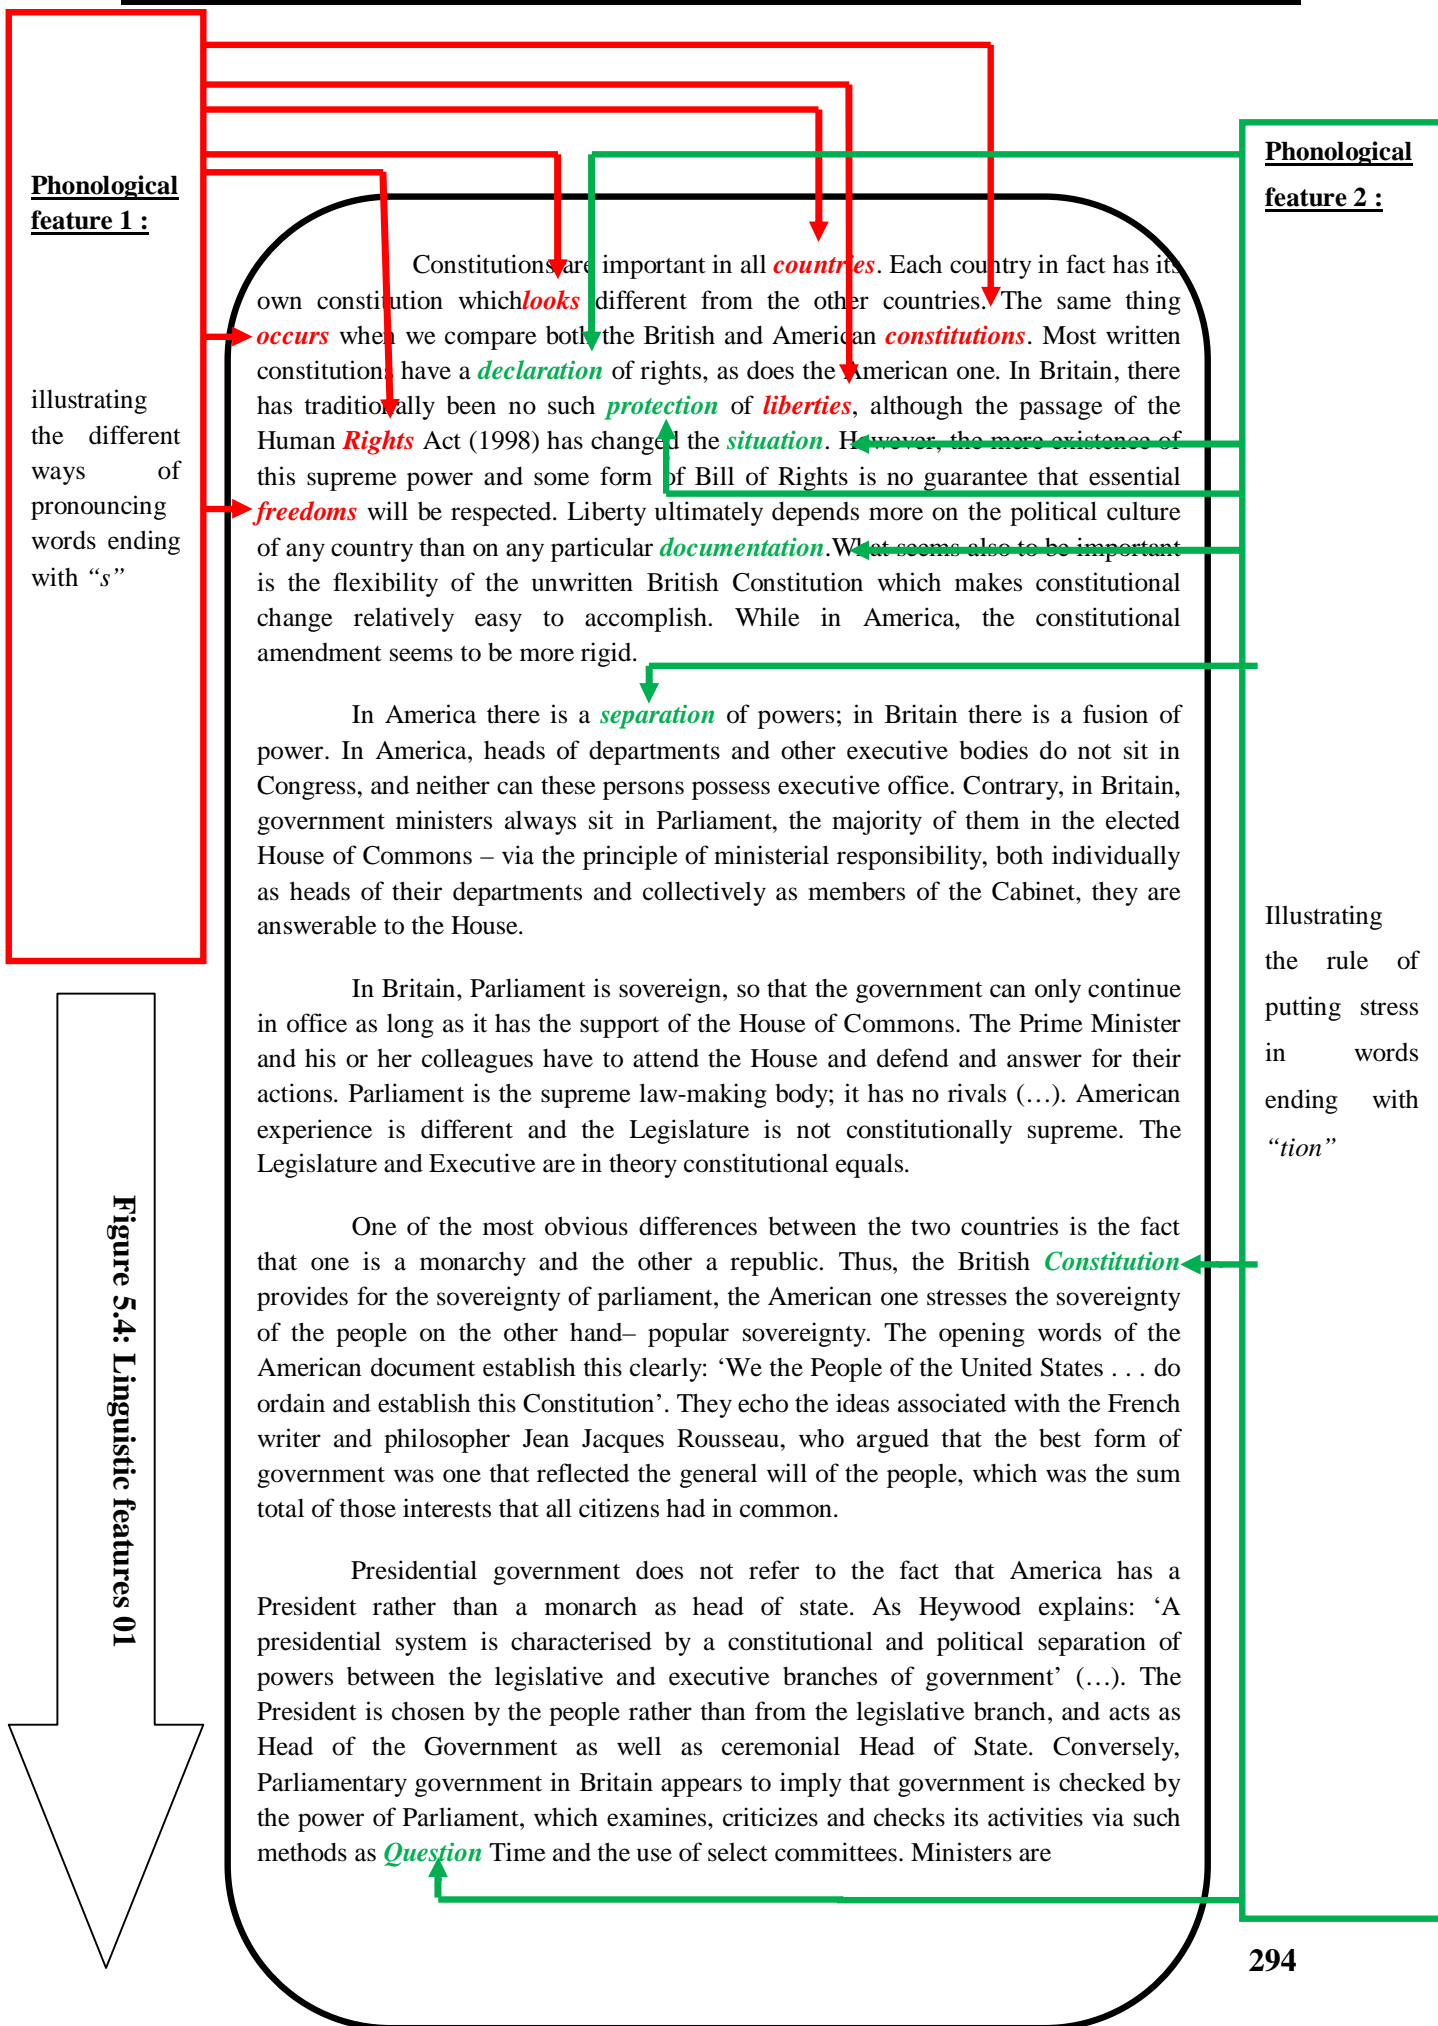 Phonological
feature 1 :
illustrating
the different
ways of
pronouncing
words ending
with “s”
Figure 5.4: Linguistic features 01
Constitutions are important in all countries. Each country in fact has its
own constitution whichlooks different from the other countries. The same thing
occurs when we compare both the British and American constitutions. Most written
constitutions have a declaration of rights, as does the American one. In Britain, there
has traditionally been no such protection of liberties, although the passage of the
Human Rights Act (1998) has changed the situation. However, the mere existence of
this supreme power and some form of Bill of Rights is no guarantee that essential
freedoms will be respected. Liberty ultimately depends more on the political culture
of any country than on any particular documentation.What seems also to be important
is the flexibility of the unwritten British Constitution which makes constitutional
change relatively easy to accomplish. While in America, the constitutional
amendment seems to be more rigid.
In America there is a separation of powers; in Britain there is a fusion of
power. In America, heads of departments and other executive bodies do not sit in
Congress, and neither can these persons possess executive office. Contrary, in Britain,
government ministers always sit in Parliament, the majority of them in the elected
House of Commons – via the principle of ministerial responsibility, both individually
as heads of their departments and collectively as members of the Cabinet, they are
answerable to the House.
In Britain, Parliament is sovereign, so that the government can only continue
in office as long as it has the support of the House of Commons. The Prime Minister
and his or her colleagues have to attend the House and defend and answer for their
actions. Parliament is the supreme law-making body; it has no rivals (…). American
experience is different and the Legislature is not constitutionally supreme. The
Legislature and Executive are in theory constitutional equals.
One of the most obvious differences between the two countries is the fact
that one is a monarchy and the other a republic. Thus, the British Constitution
provides for the sovereignty of parliament, the American one stresses the sovereignty
of the people on the other hand– popular sovereignty. The opening words of the
American document establish this clearly: ‘We the People of the United States . . . do
ordain and establish this Constitution’. They echo the ideas associated with the French
writer and philosopher Jean Jacques Rousseau, who argued that the best form of
government was one that reflected the general will of the people, which was the sum
total of those interests that all citizens had in common.
Presidential government does not refer to the fact that America has a
President rather than a monarch as head of state. As Heywood explains: ‘A
presidential system is characterised by a constitutional and political separation of
powers between the legislative and executive branches of government’ (…). The
President is chosen by the people rather than from the legislative branch, and acts as
Head of the Government as well as ceremonial Head of State. Conversely,
Parliamentary government in Britain appears to imply that government is checked by
the power of Parliament, which examines, criticizes and checks its activities via such
methods as Question Time and the use of select committees. Ministers are
Phonological
feature 2 :
Illustrating
the rule of
putting stress
in words
ending with
“tion”
294